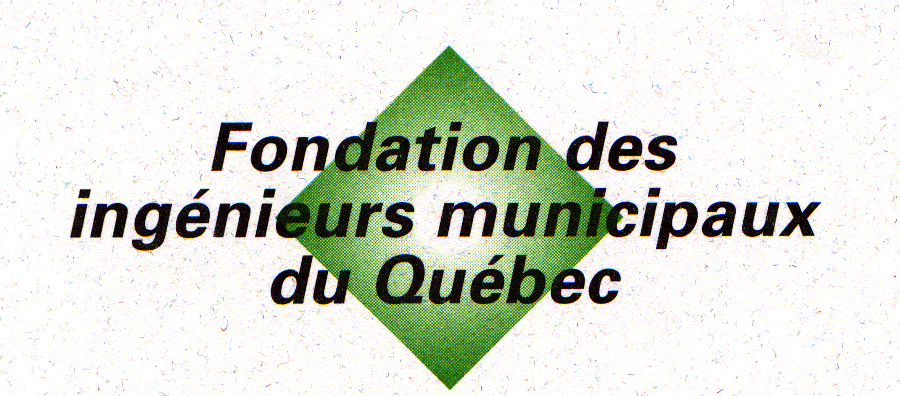 Fondation des
ingénieurs municipaux
du Québec